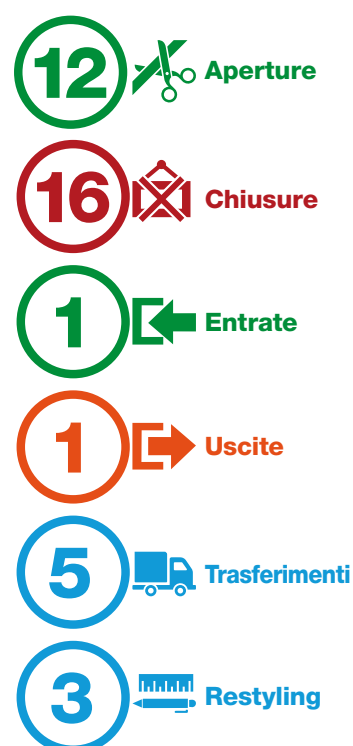 12 Aperture
16 Chiusure
1 Entrate
1 Uscite
5 Trasferimenti
3 Restyling